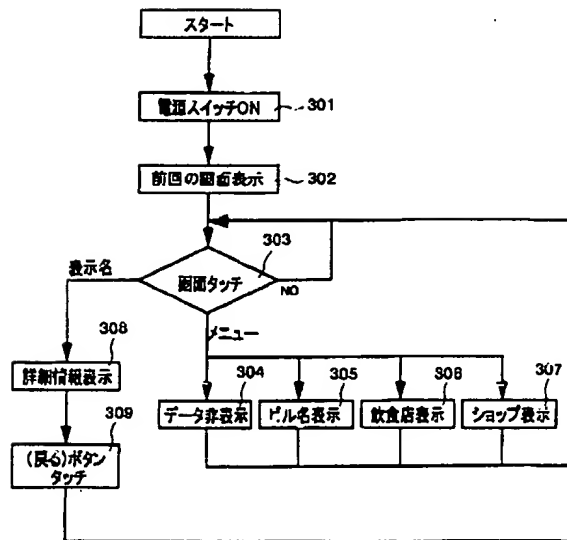 スタート
電源スイッチON
301
前回の画面表示
302
303
表示名
画面タッチ
NO
メニュー
308
詳細情報表示
304
データ非表示
305
ビル名表示
306
飲食店表示
307
ショップ表示
309
(戻る)ボタン
タッチ